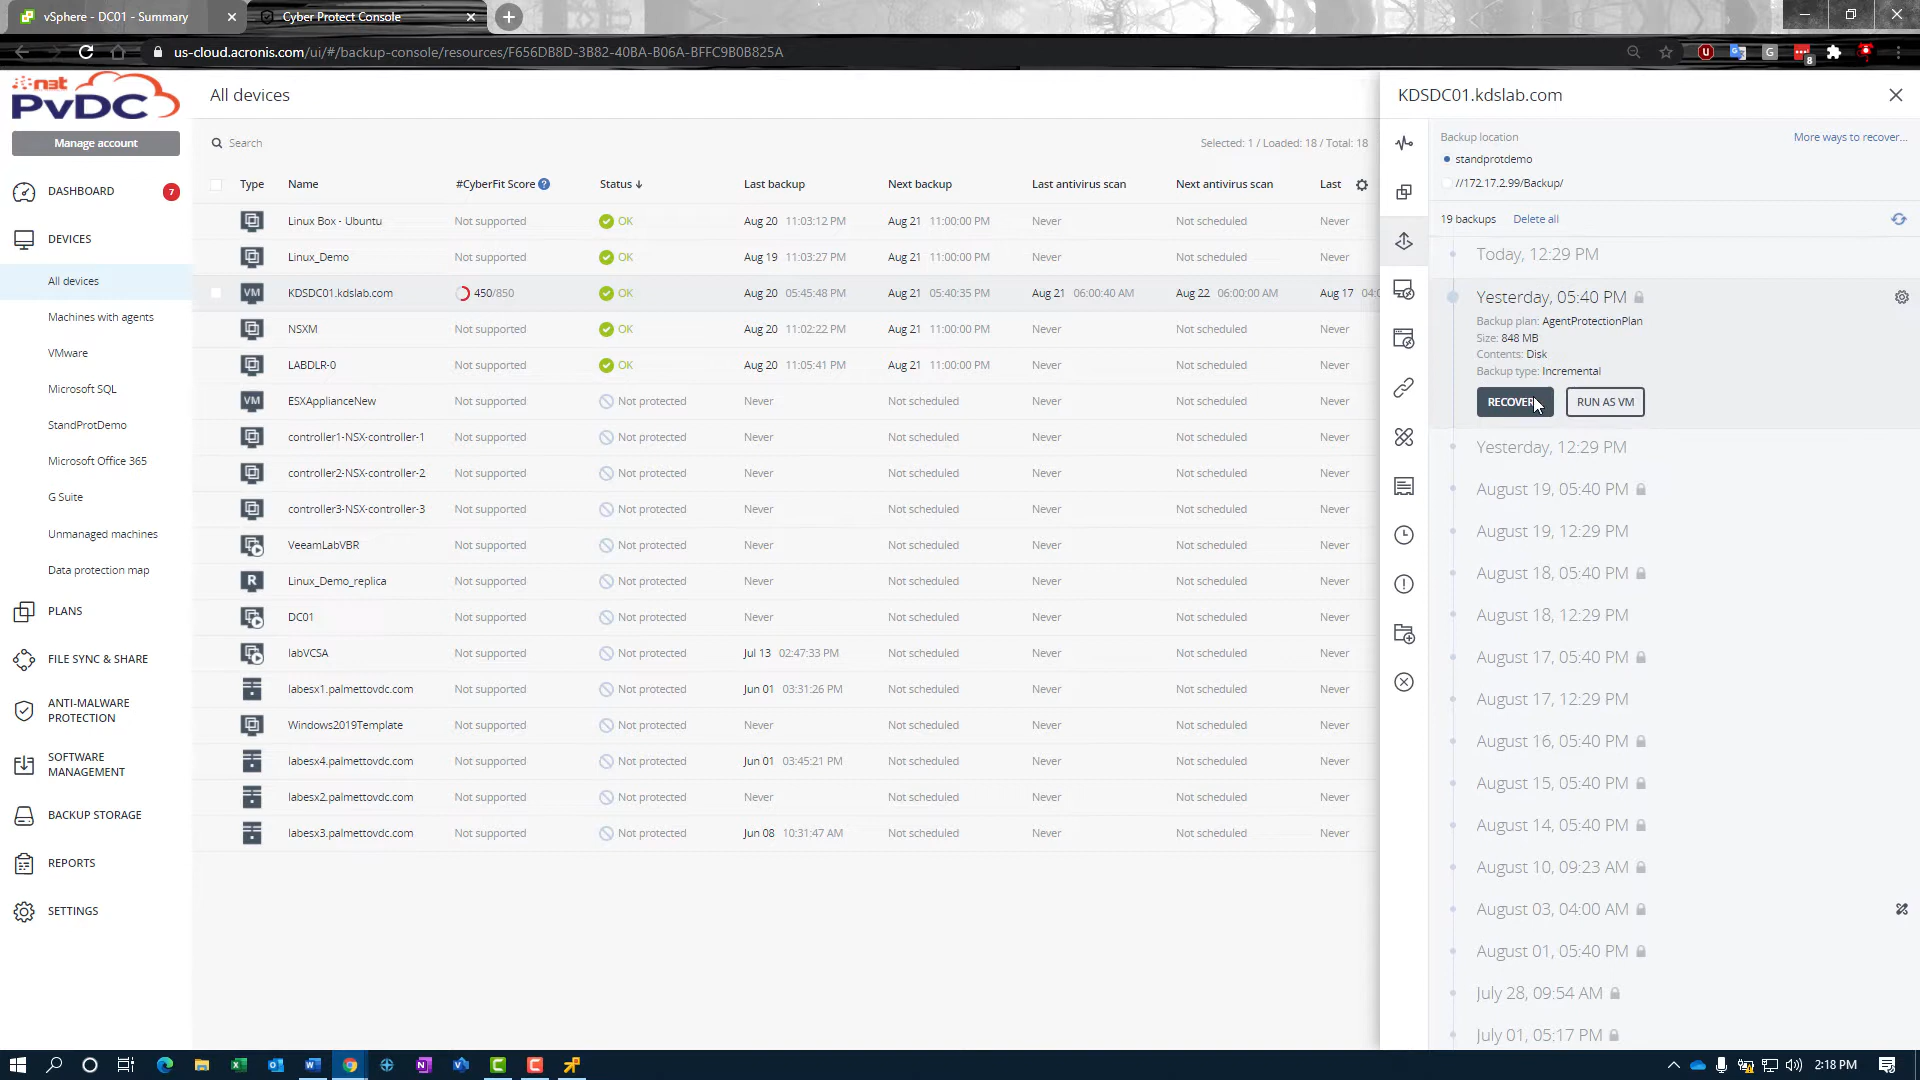 vSphere - DC01 - Summary
Cyber Protect Console
us-cloud.acronis.com/ui/#/backup-console/resources/F656DB8D-3B82-40BA-B06A-BFFC9B0B825A
U
G
8
net
PvDC
Manage account
DASHBOARD
7
DEVICES
All devices
Machines with agents
VMware
Microsoft SQL
StandProtDemo
Microsoft Office 365
G Suite
Unmanaged machines
Data protection map
PLANS
FILE SYNC & SHARE
ANTI-MALWARE
PROTECTION
SOFTWARE
MANAGEMENT
BACKUP STORAGE
REPORTS
SETTINGS
All devices
Search
Selected: 1 / Loaded: 18 / Total: 18
Type Name #CyberFit Score ? Status Last backup Next backup Last antivirus scan Next antivirus scan Last
Linux Box - Ubuntu Not supported OK Aug 20 11:03:12 PM Aug 21 11:00:00 PM Never Not scheduled Never
Linux_Demo Not supported OK Aug 19 11:03:27 PM Aug 21 11:00:00 PM Never Not scheduled Never
VM KDSDC01.kdslab.com 450/850 OK Aug 20 05:45:48 PM Aug 21 05:40:35 PM Aug 21 06:00:40 AM Aug 22 06:00:00 AM Aug 17 04:0
NSXM Not supported OK Aug 20 11:02:22 PM Aug 21 11:00:00 PM Never Not scheduled Never
LABDLR-0 Not supported OK Aug 20 11:05:41 PM Aug 21 11:00:00 PM Never Not scheduled Never
VM ESXApplianceNew Not supported Not protected Never Not scheduled Never Not scheduled Never
controller1-NSX-controller-1 Not supported Not protected Never Not scheduled Never Not scheduled Never
controller2-NSX-controller-2 Not supported Not protected Never Not scheduled Never Not scheduled Never
controller3-NSX-controller-3 Not supported Not protected Never Not scheduled Never Not scheduled Never
VeeamLabVBR Not supported Not protected Never Not scheduled Never Not scheduled Never
R Linux_Demo_replica Not supported Not protected Never Not scheduled Never Not scheduled Never
DC01 Not supported Not protected Never Not scheduled Never Not scheduled Never
labVCSA Not supported Not protected Jul 13 02:47:33 PM Not scheduled Never Not scheduled Never
labesx1.palmettovdc.com Not supported Not protected Jun 01 03:31:26 PM Not scheduled Never Not scheduled Never
Windows2019Template Not supported Not protected Never Not scheduled Never Not scheduled Never
labesx4.palmettovdc.com Not supported Not protected Jun 01 03:45:21 PM Not scheduled Never Not scheduled Never
labesx2.palmettovdc.com Not supported Not protected Never Not scheduled Never Not scheduled Never
labesx3.palmettovdc.com Not supported Not protected Jun 08 10:31:47 AM Not scheduled Never Not scheduled Never
KDSDC01.kdslab.com
Backup location
More ways to recover...
standprotdemo
//172.17.2.99/Backup/
19 backups Delete all
Today, 12:29 PM
Yesterday, 05:40 PM
Backup plan: AgentProtectionPlan
Size: 848 MB
Contents: Disk
Backup type: Incremental
RECOVER RUN AS VM
Yesterday, 12:29 PM
August 19, 05:40 PM
August 19, 12:29 PM
August 18, 05:40 PM
August 18, 12:29 PM
August 17, 05:40 PM
August 17, 12:29 PM
August 16, 05:40 PM
August 15, 05:40 PM
August 14, 05:40 PM
August 10, 09:23 AM
August 03, 04:00 AM
August 01, 05:40 PM
July 28, 09:54 AM
July 01, 05:17 PM
2:18 PM